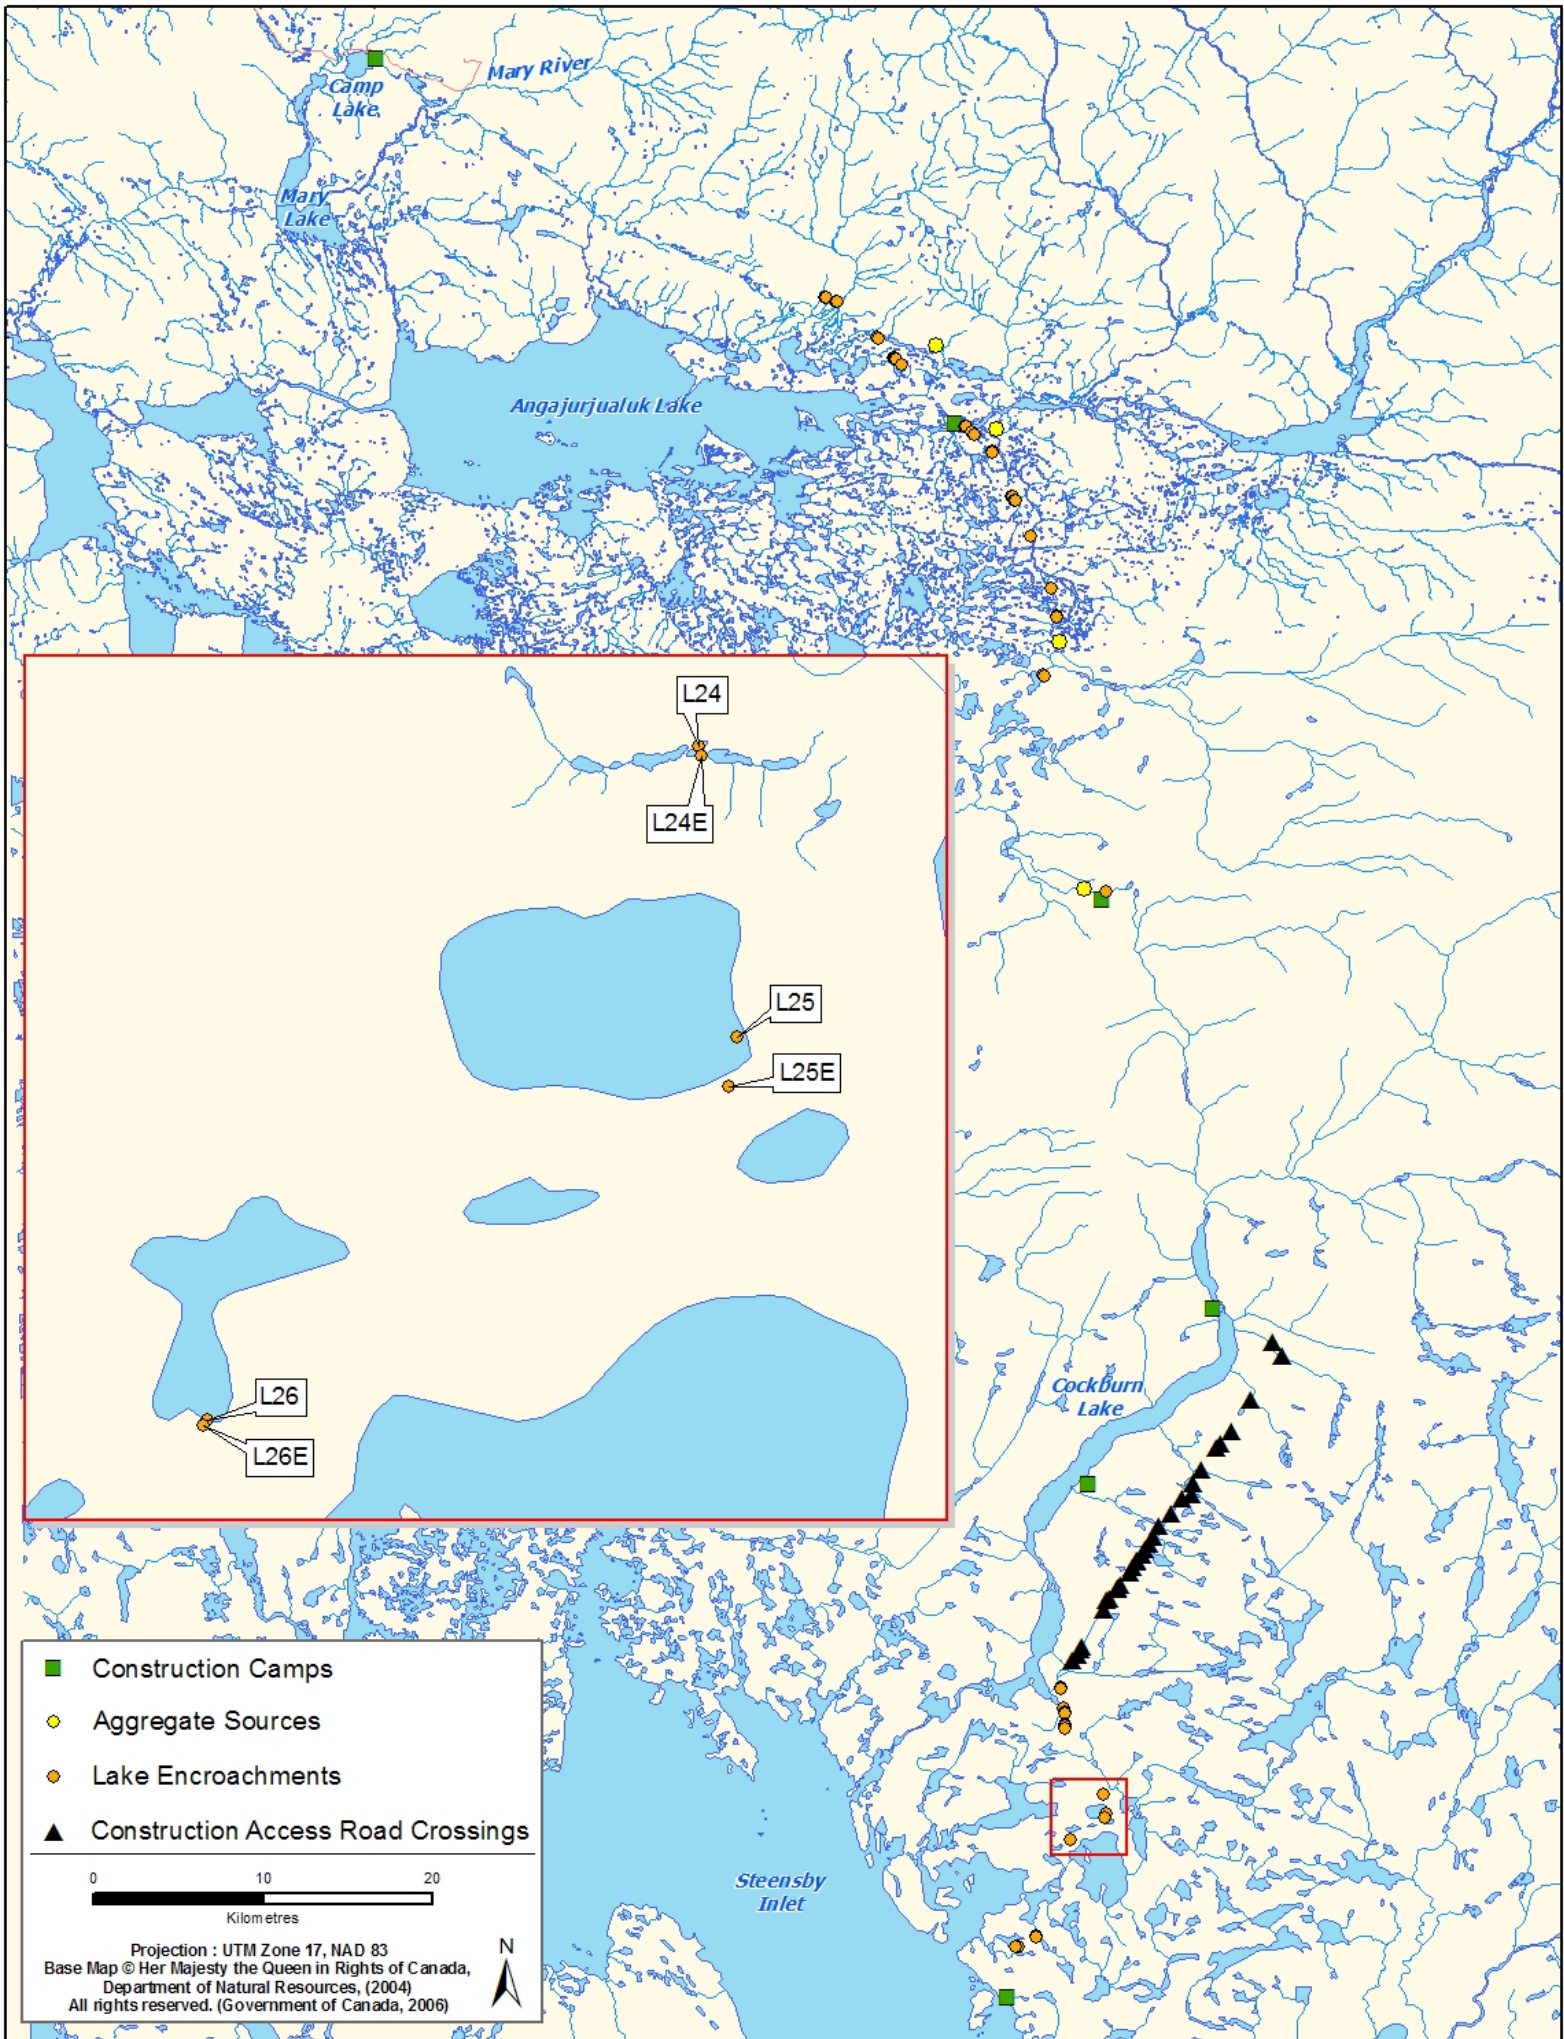 Mary River
Camp
Lake
Mary
Lake
Angajurjualuk Lake
L24
L24E
L25
L25E
L26
L26E
Cockburn
Lake
Steensby
Inlet
Construction Camps
Aggregate Sources
Lake Encroachments
Construction Access Road Crossings
0 10 20
Kilometres
Projection : UTM Zone 17, NAD 83
Base Map © Her Majesty the Queen in Rights of Canada,
Department of Natural Resources, (2004)
All rights reserved. (Government of Canada, 2006)
N